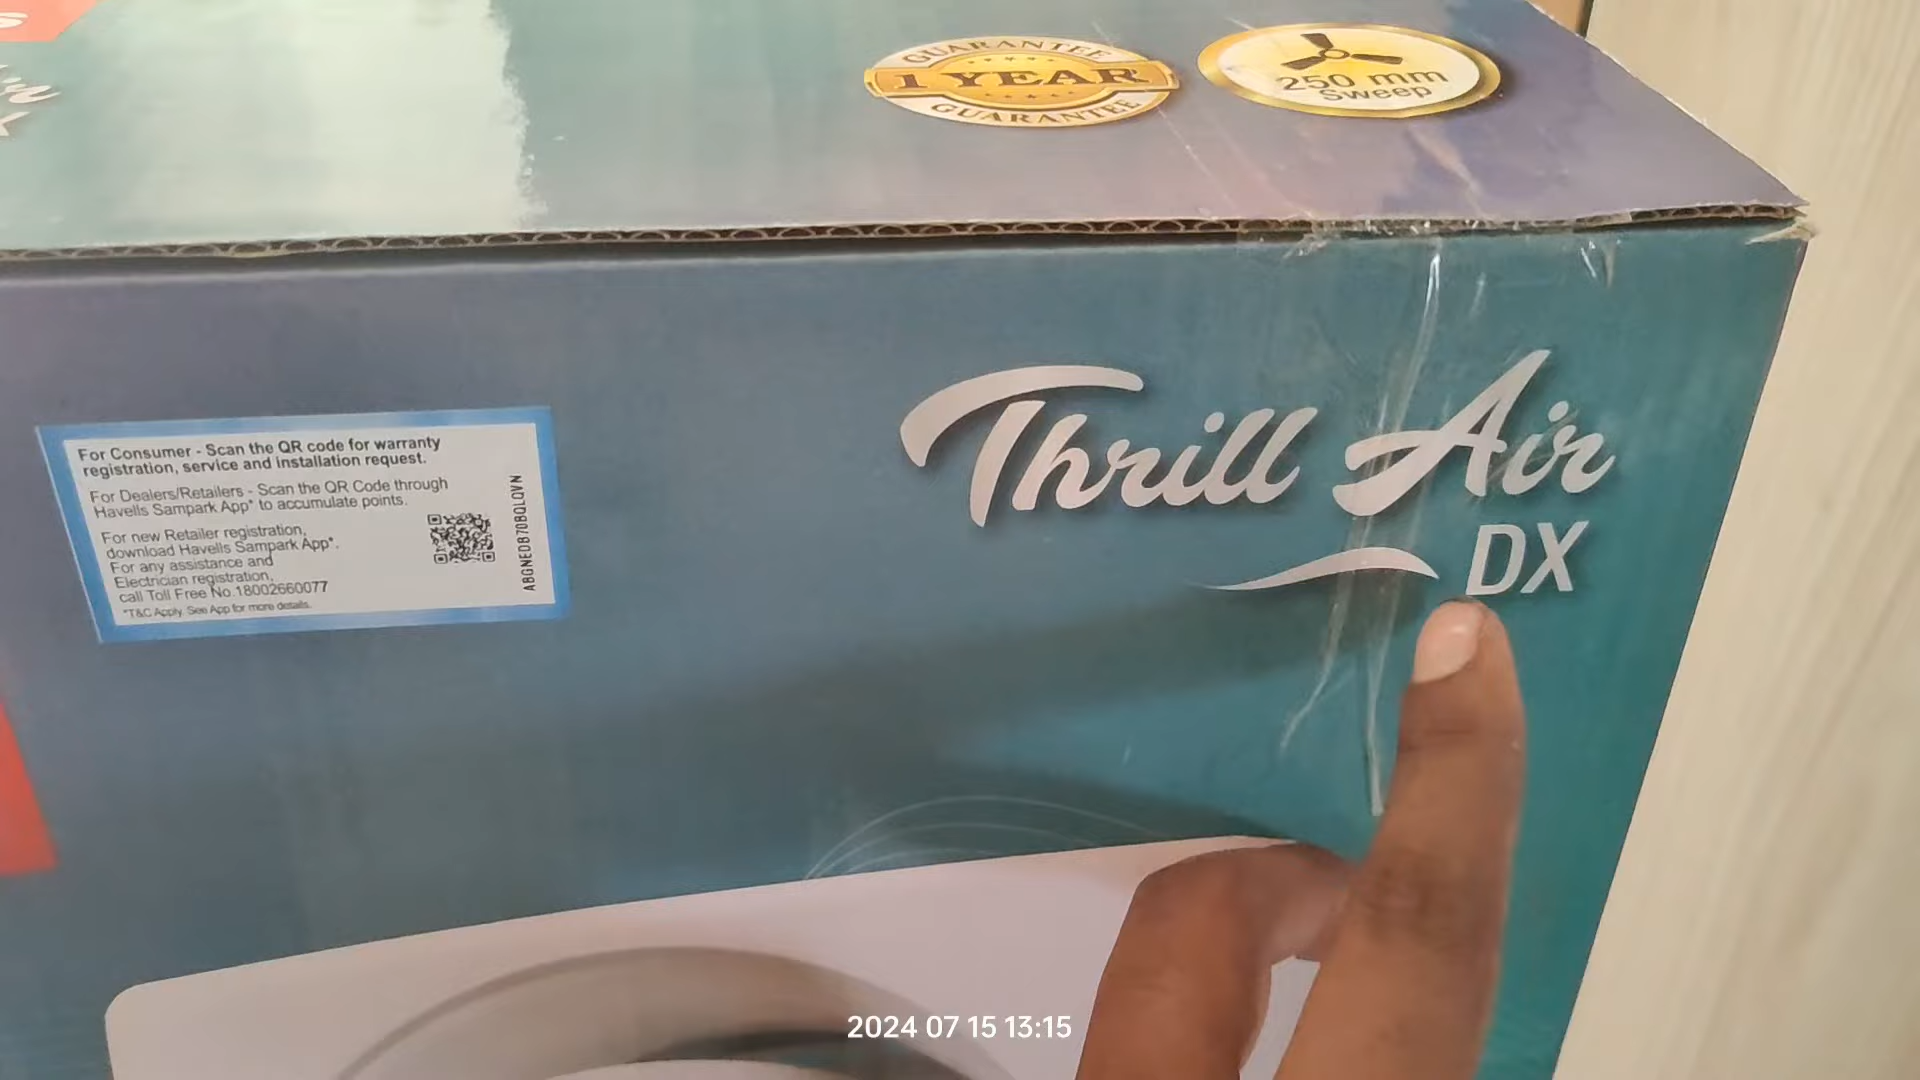 GUARANTEE
1 YEAR
GUARANTEE
250 mm
Sweep
Thrill Air
DX
For Consumer - Scan the QR code for warranty
registration, service and installation request.
For Dealers/Retailers - Scan the QR Code through
Havells Sampark App* to accumulate points.
For new Retailer registration,
download Havells Sampark App*.
For any assistance and
Electrician registration,
call Toll Free No.18002660077
*T&C Apply. See App for more details.
2024 07 15 13:15